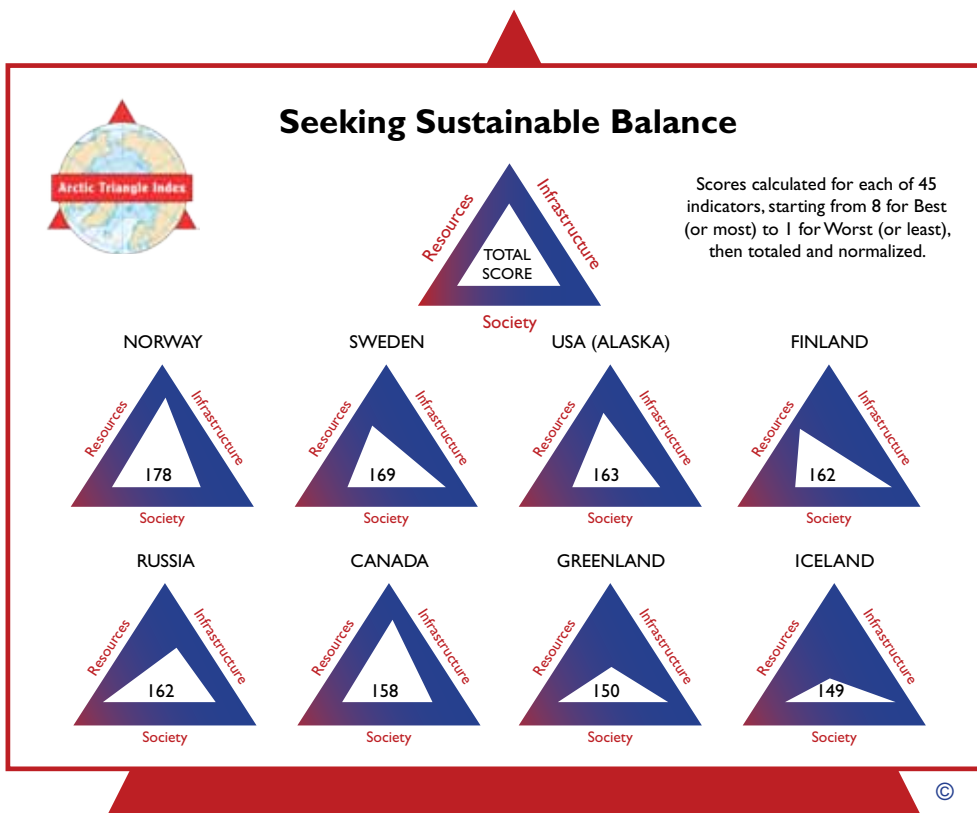 Seeking Sustainable Balance
Arctic Triangle Index
Scores calculated for each of 45
indicators, starting from 8 for Best
(or most) to 1 for Worst (or least),
then totaled and normalized.
Resources
Infrastructure
TOTAL
SCORE
Society
NORWAY
Resources
Infrastructure
178
Society
SWEDEN
Resources
Infrastructure
169
Society
USA (ALASKA)
Resources
Infrastructure
163
Society
FINLAND
Resources
Infrastructure
162
Society
RUSSIA
Resources
Infrastructure
162
Society
CANADA
Resources
Infrastructure
158
Society
GREENLAND
Resources
Infrastructure
150
Society
ICELAND
Resources
Infrastructure
149
Society
©